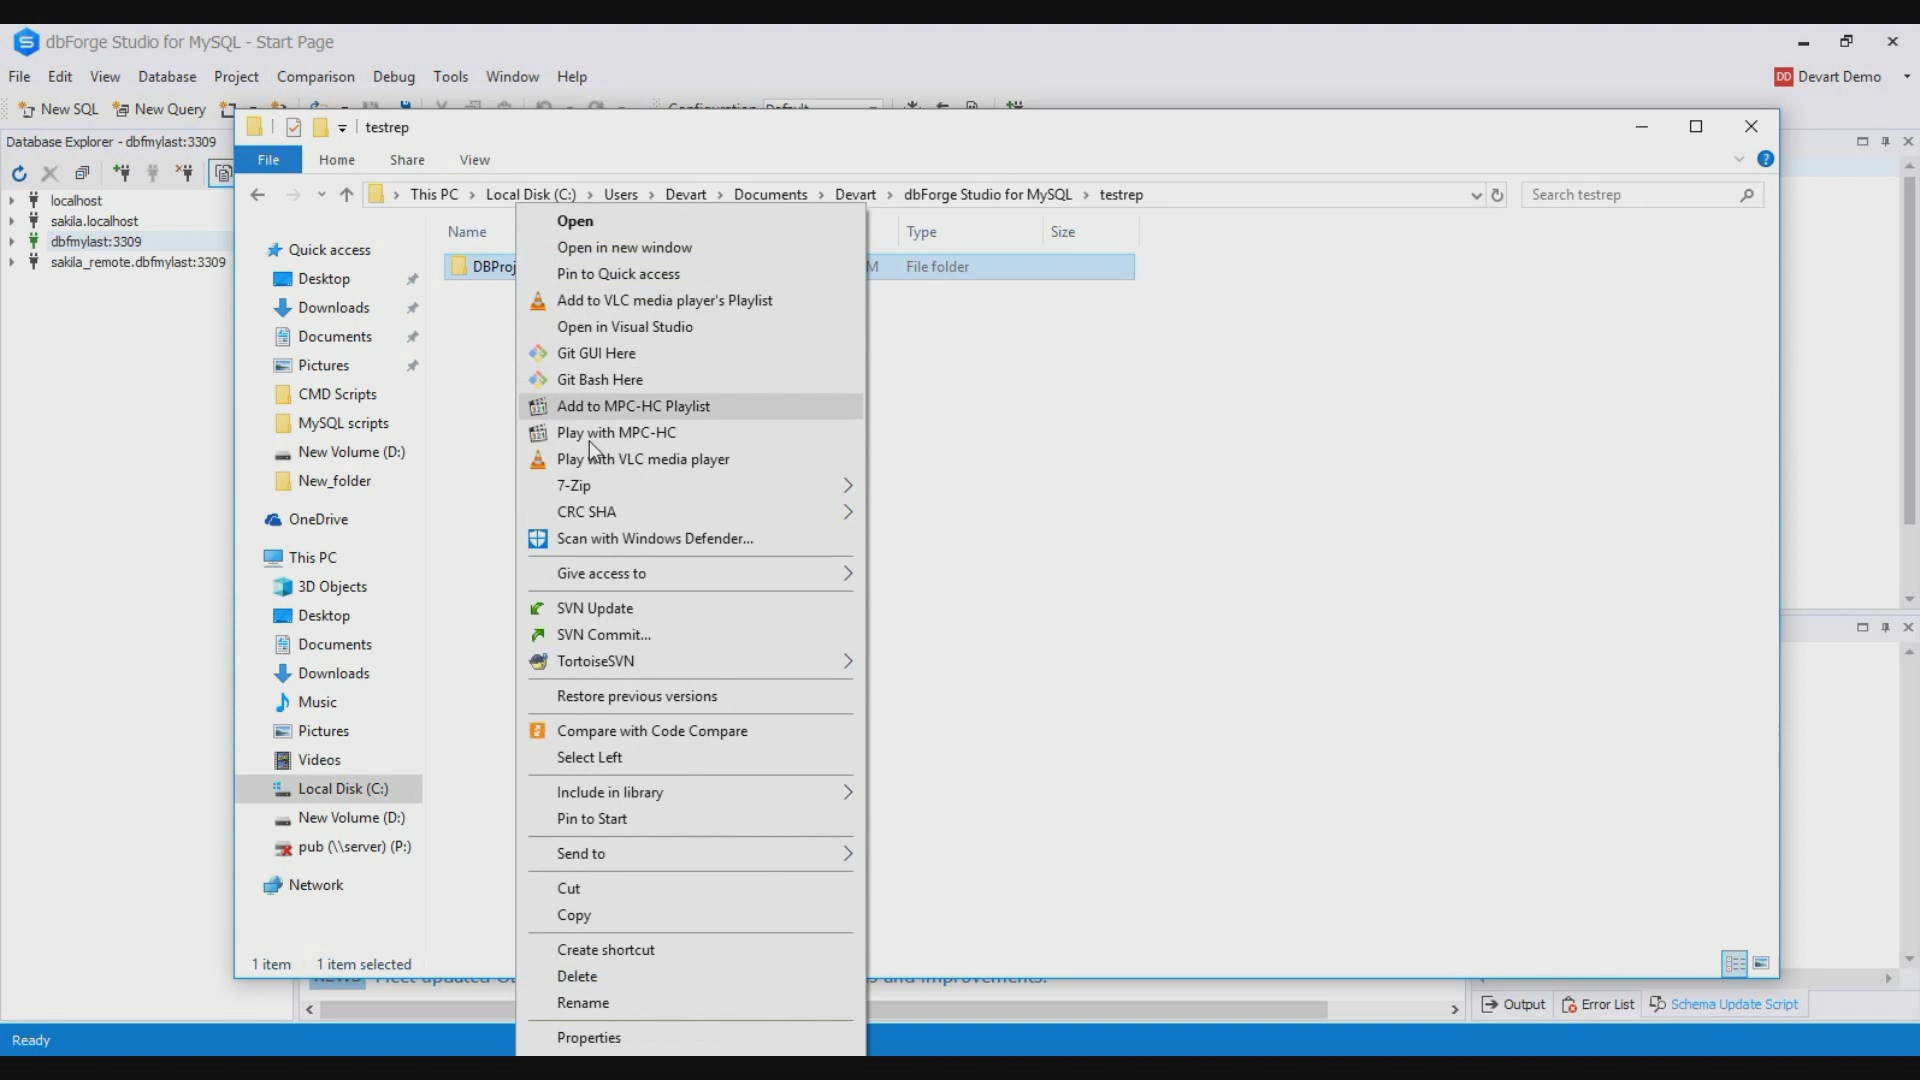 dbForge Studio for MySQL - Start Page
File Edit View Database Project Comparison Debug Tools Window Help
DD Devart Demo
New SQL New Query Configuration Default
Database Explorer - dbfmylast:3309
localhost
sakila.localhost
dbfmylast:3309
sakila_remote.dbfmylast:3309
testrep
File Home Share View
This PC Local Disk (C:) Users Devart Documents Devart dbForge Studio for MySQL testrep
Search testrep
Name Type Size
DBProj M File folder
Quick access
Desktop
Downloads
Documents
Pictures
CMD Scripts
MySQL scripts
New Volume (D:)
New_folder
OneDrive
This PC
3D Objects
Desktop
Documents
Downloads
Music
Pictures
Videos
Local Disk (C:)
New Volume (D:)
pub (\\server) (P:)
Network
1 item 1 item selected
Open
Open in new window
Pin to Quick access
Add to VLC media player's Playlist
Open in Visual Studio
Git GUI Here
Git Bash Here
Add to MPC-HC Playlist
Play with MPC-HC
Play with VLC media player
7-Zip
CRC SHA
Scan with Windows Defender...
Give access to
SVN Update
SVN Commit...
TortoiseSVN
Restore previous versions
Compare with Code Compare
Select Left
Include in library
Pin to Start
Send to
Cut
Copy
Create shortcut
Delete
Rename
Properties
and improvements.
Output Error List Schema Update Script
Ready